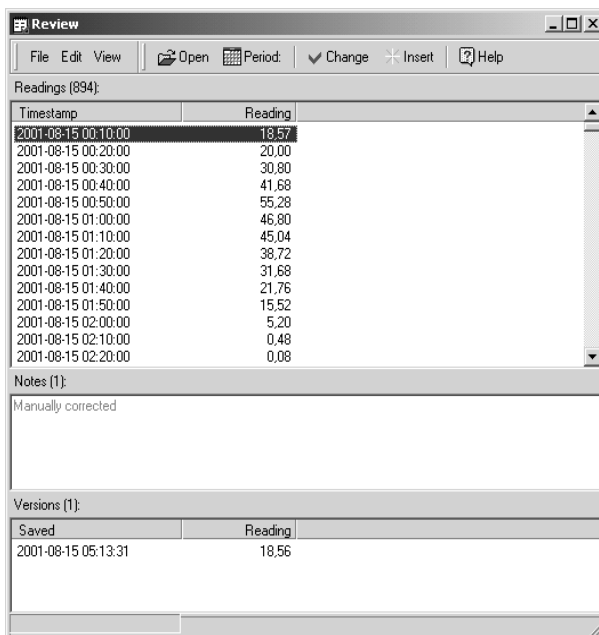 Review
File Edit View Open Period: Change Insert Help
Readings (894):
Timestamp Reading
2001-08-15 00:10:00 18,57
2001-08-15 00:20:00 20,00
2001-08-15 00:30:00 30,80
2001-08-15 00:40:00 41,68
2001-08-15 00:50:00 55,28
2001-08-15 01:00:00 46,80
2001-08-15 01:10:00 45,04
2001-08-15 01:20:00 38,72
2001-08-15 01:30:00 31,68
2001-08-15 01:40:00 21,76
2001-08-15 01:50:00 15,52
2001-08-15 02:00:00 5,20
2001-08-15 02:10:00 0,48
2001-08-15 02:20:00 0,08
Notes (1):
Manually corrected
Versions (1):
Saved Reading
2001-08-15 05:13:31 18,56